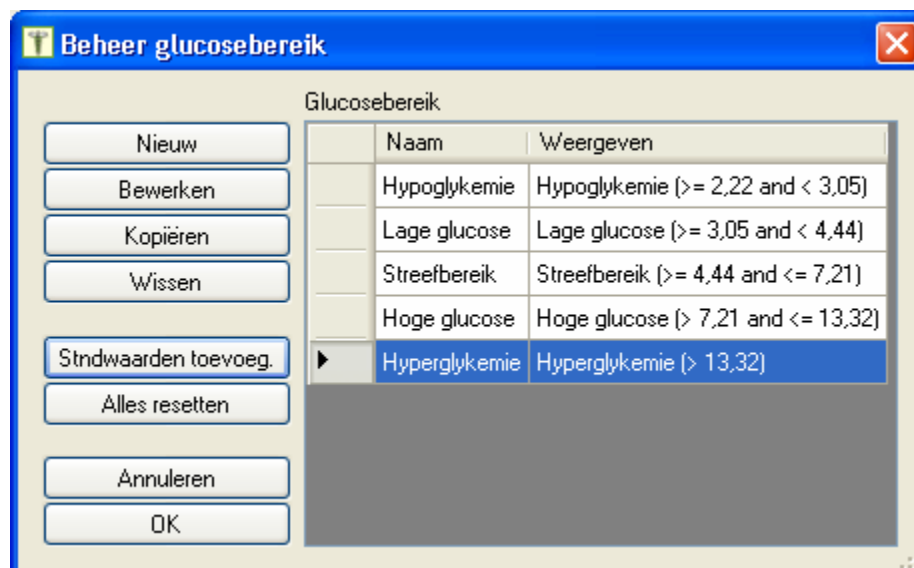 Beheer glucosebereik
Glucosebereik
Nieuw
Bewerken
Kopiëren
Wissen
Stndwaarden toevoeg.
Alles resetten
Annuleren
OK
Naam Weergeven
Hypoglykemie Hypoglykemie (>= 2,22 and < 3,05)
Lage glucose Lage glucose (>= 3,05 and < 4,44)
Streefbereik Streefbereik (>= 4,44 and <= 7,21)
Hoge glucose Hoge glucose (> 7,21 and <= 13,32)
Hyperglykemie Hyperglykemie (> 13,32)